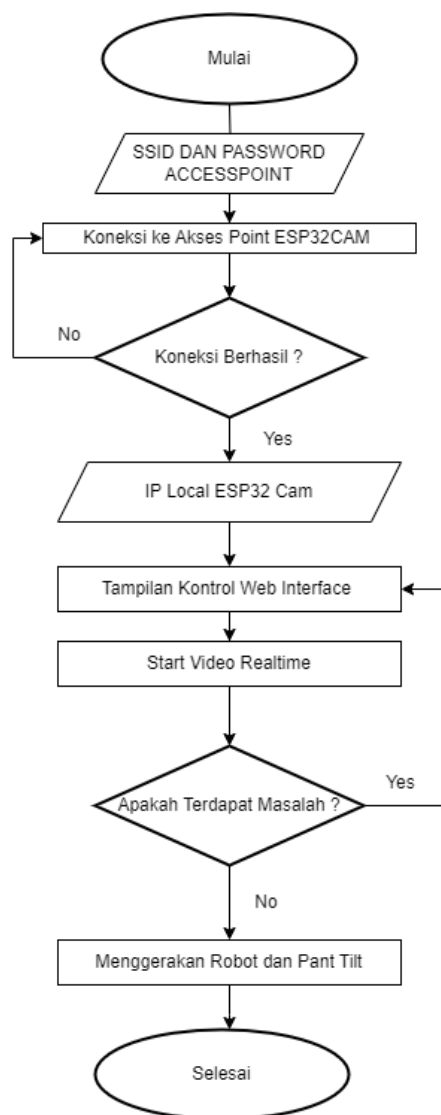 Mulai
SSID DAN PASSWORD
ACCESSPOINT
Koneksi ke Akses Point ESP32CAM
No
Koneksi Berhasil ?
Yes
IP Local ESP32 Cam
Tampilan Kontrol Web Interface
Start Video Realtime
Apakah Terdapat Masalah ?
Yes
No
Menggerakan Robot dan Pant Tilt
Selesai